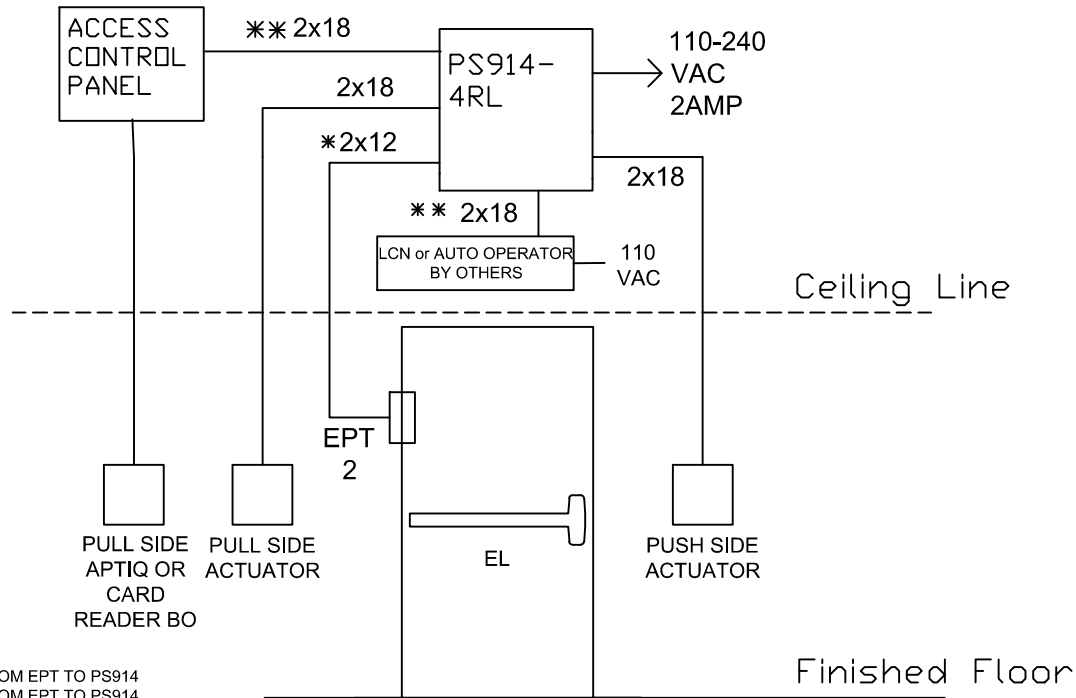 ACCESS
CONTROL
PANEL
** 2x18
PS914-
4RL
110-240
VAC
2AMP
2x18
*2x12
2x18
** 2x18
LCN or AUTO OPERATOR
BY OTHERS
110
VAC
Ceiling Line
EPT
2
EL
PULL SIDE
APTIQ OR
CARD
READER BO
PULL SIDE
ACTUATOR
PUSH SIDE
ACTUATOR
Finished Floor
EPT TO PS914
EPT TO PS914